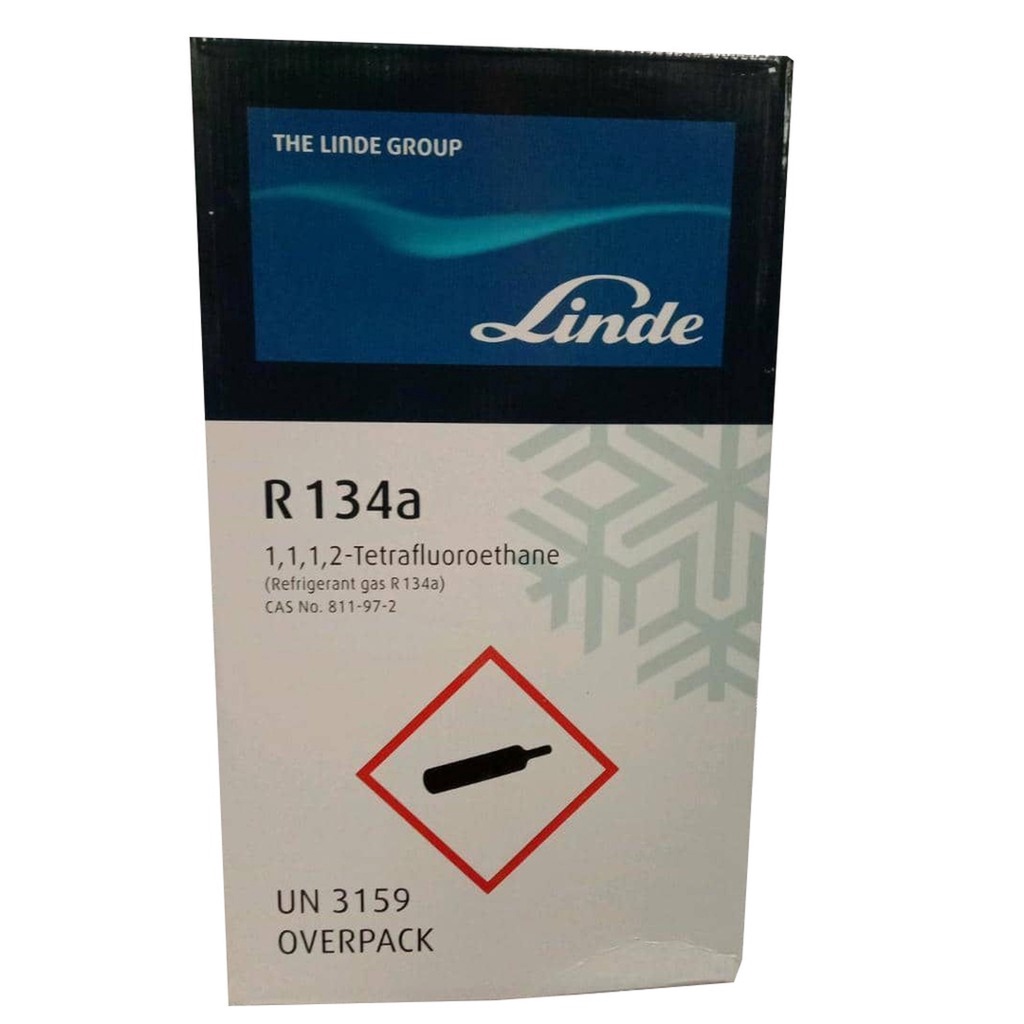 THE LINDE GROUP
Linde
R 134a
1,1,1,2-Tetrafluoroethane
(Refrigerant gas R 134a)
CAS No. 811-97-2
UN 3159
OVERPACK